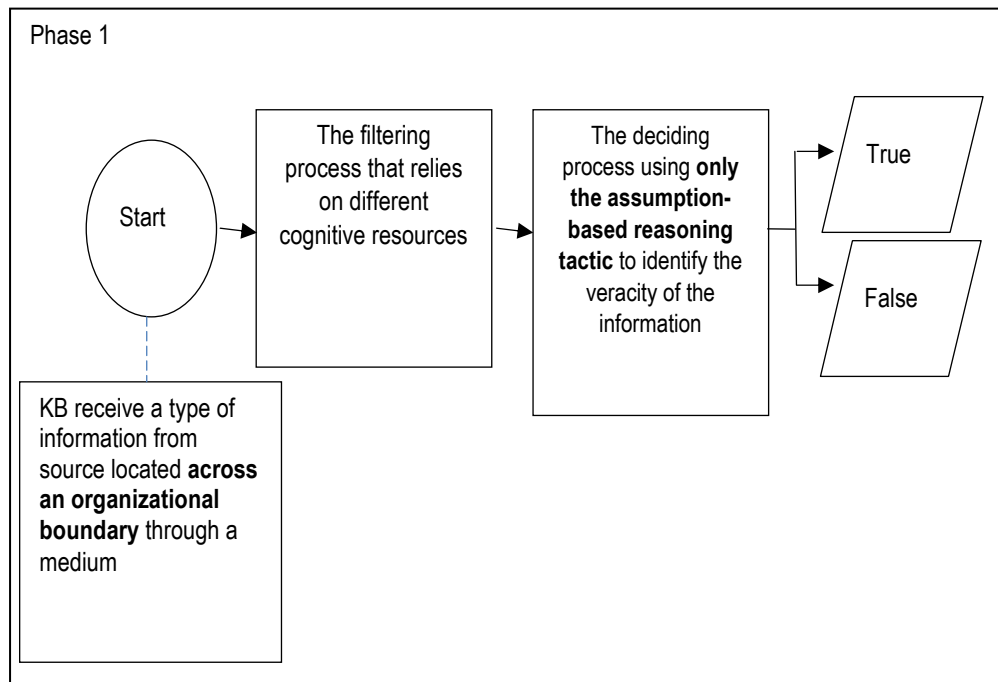 Phase 1
Start
The filtering
process that relies
on different
cognitive resources
The deciding
process using only
the assumption-
based reasoning
tactic to identify the
veracity of the
information
True
False
KB receive a type of
information from
source located across
an organizational
boundary through a
medium